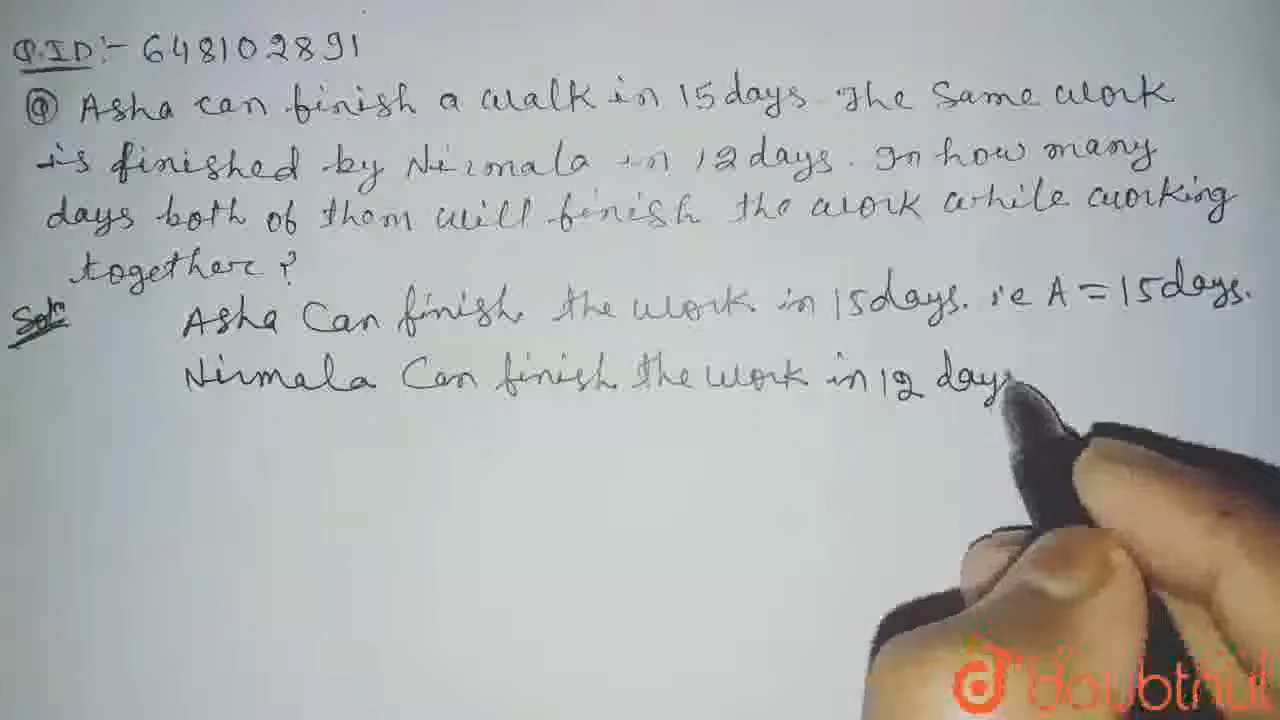 Q.ID:- 648102891
Q Asha can finish a walk in 15 days. The same work
is finished by Nirmala in 12 days. In how many
days both of them will finish the work while working
together?
Soln Asha Can finish the work in 15 days. ie A = 15 days.
Nirmala Can finish the work in 12 days
doubtnut